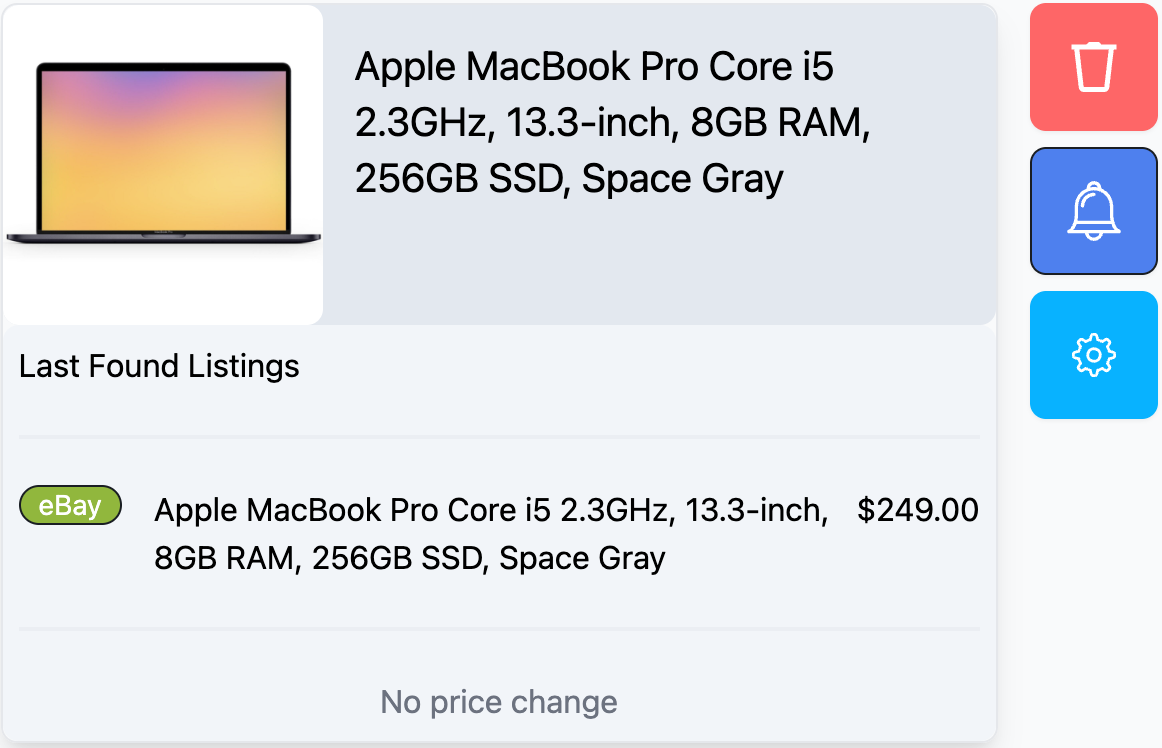 Apple MacBook Pro Core i5
2.3GHz, 13.3-inch, 8GB RAM,
256GB SSD, Space Gray
Last Found Listings
eBay
Apple MacBook Pro Core i5 2.3GHz, 13.3-inch,
8GB RAM, 256GB SSD, Space Gray
$249.00
No price change